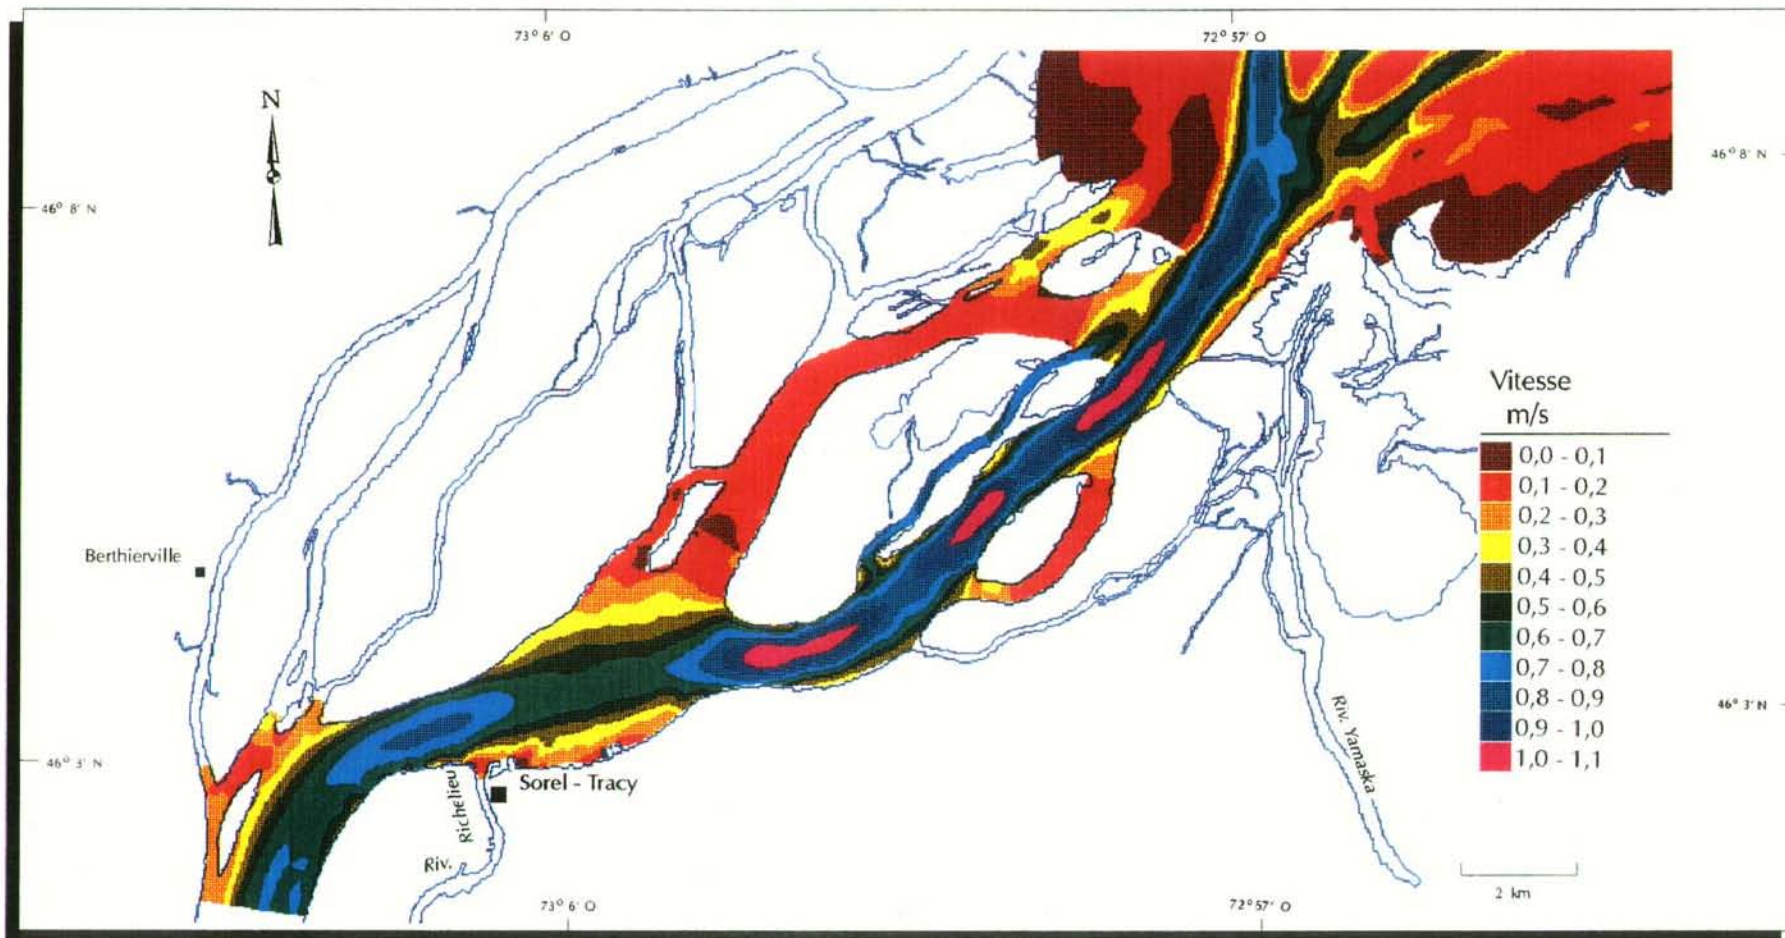 73° 6' O
72° 57' O
N
46° 8' N
46° 8' N
Vitesse
m/s
0,0 - 0,1
0,1 - 0,2
0,2 - 0,3
0,3 - 0,4
0,4 - 0,5
0,5 - 0,6
0,6 - 0,7
0,7 - 0,8
0,8 - 0,9
0,9 - 1,0
1,0 - 1,1
Berthierville
46° 3' N
46° 3' N
Sorel - Tracy
Riv. Richelieu
Riv. Yamaska
2 km
73° 6' O
72° 57' O